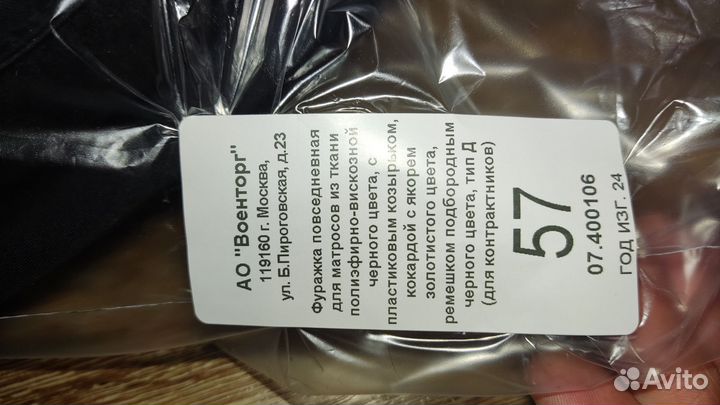 АО "Военторг"
119160 г. Москва,
ул. Б.Пироговская, д.23
Фуражка повседневная
для матросов из ткани
полиэфирно-вискозной
черного цвета, с
пластиковым козырьком,
кокардой с якорем
золотистого цвета,
ремешком подбородным
черного цвета, тип Д
(для контрактников)
57
07.400106
ГОД ИЗГ. 24
Avito